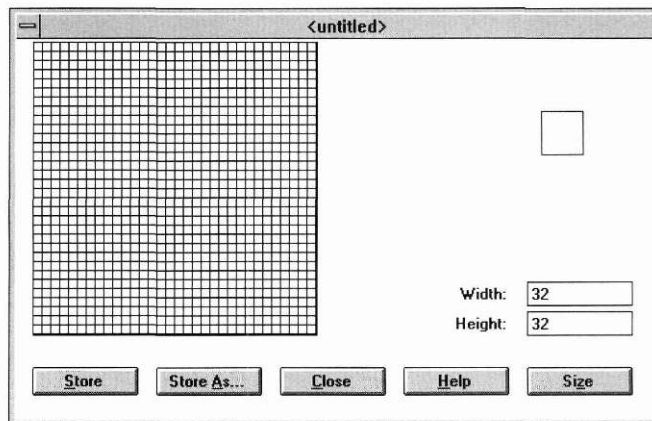 <untitled>
Width: 32
Height: 32
Store Store As... Close Help Size